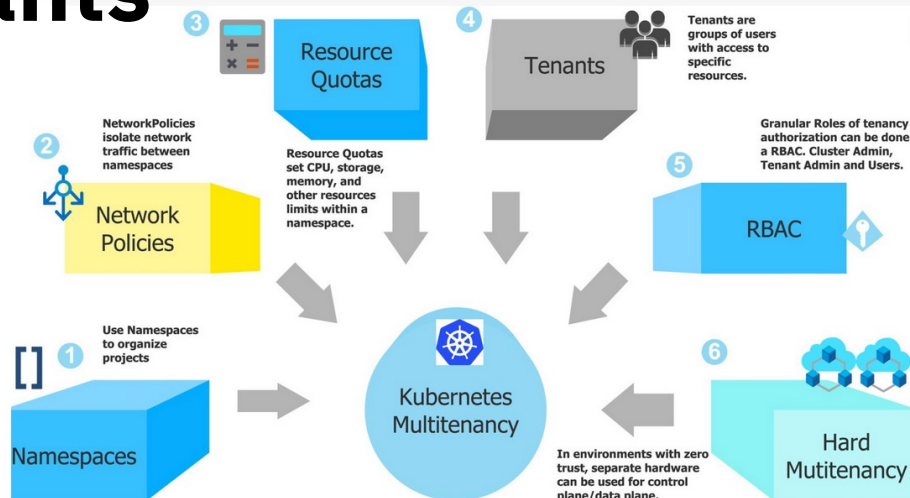 3
Resource
Quotas
Resource Quotas
set CPU, storage,
memory, and
other resources
limits within a
namespace.
4
Tenants
Tenants are
groups of users
with access to
specific
resources.
NetworkPolicies
isolate network
traffic between
namespaces
2
Network
Policies
Granular Roles of tenancy
authorization can be done
a RBAC. Cluster Admin,
Tenant Admin and Users.
5
RBAC
Use Namespaces
to organize
projects
1
[]
Namespaces
Kubernetes
Multitenancy
6
Hard
Mutitenancy
In environments with zero
trust, separate hardware
can be used for control
plane/data plane.